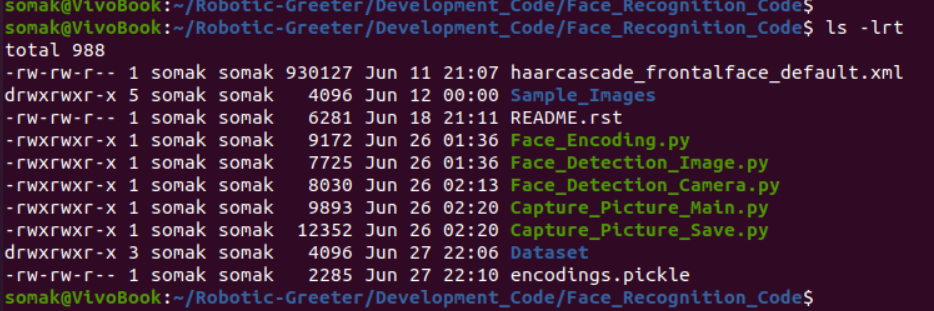 somak@VivoBook:~/Robotic-Greeter/Development_Code/Face_Recognition_Code$
somak@VivoBook:~/Robotic-Greeter/Development_Code/Face_Recognition_Code$ ls -lrt
total 988
-rw-rw-r-- 1 somak somak 930127 Jun 11 21:07 haarcascade_frontalface_default.xml
drwxrwxr-x 5 somak somak   4096 Jun 12 00:00 Sample_Images
-rw-rw-r-- 1 somak somak   6281 Jun 18 21:11 README.rst
-rwxrwxr-x 1 somak somak   9172 Jun 26 01:36 Face_Encoding.py
-rwxrwxr-x 1 somak somak   7725 Jun 26 01:36 Face_Detection_Image.py
-rwxrwxr-x 1 somak somak   8030 Jun 26 02:13 Face_Detection_Camera.py
-rwxrwxr-x 1 somak somak   9893 Jun 26 02:20 Capture_Picture_Main.py
-rwxrwxr-x 1 somak somak  12352 Jun 26 02:20 Capture_Picture_Save.py
drwxrwxr-x 3 somak somak   4096 Jun 27 22:06 Dataset
-rw-rw-r-- 1 somak somak   2285 Jun 27 22:10 encodings.pickle
somak@VivoBook:~/Robotic-Greeter/Development_Code/Face_Recognition_Code$